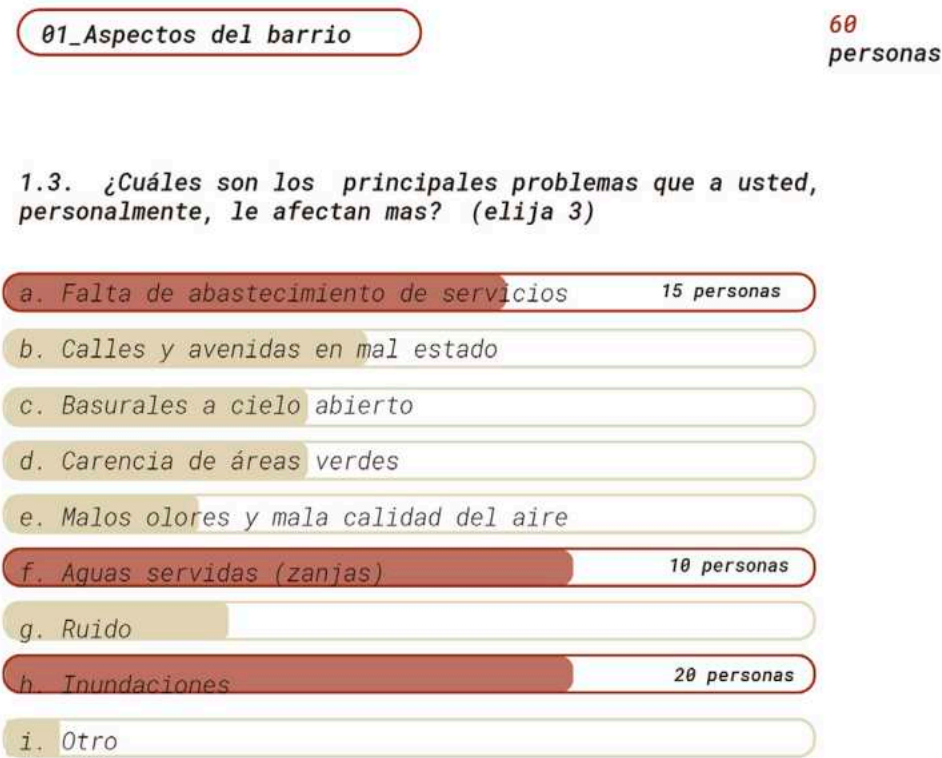 01_Aspectos del barrio
60
personas
1.3.  ¿Cuáles son los  principales problemas que a usted,
personalmente, le afectan mas?  (elija 3)
a. Falta de abastecimiento de servicios 15 personas
b. Calles y avenidas en mal estado
c. Basurales a cielo abierto
d. Carencia de áreas verdes
e. Malos olores y mala calidad del aire
f. Aguas servidas (zanjas) 10 personas
g. Ruido
h. Inundaciones 20 personas
i. Otro